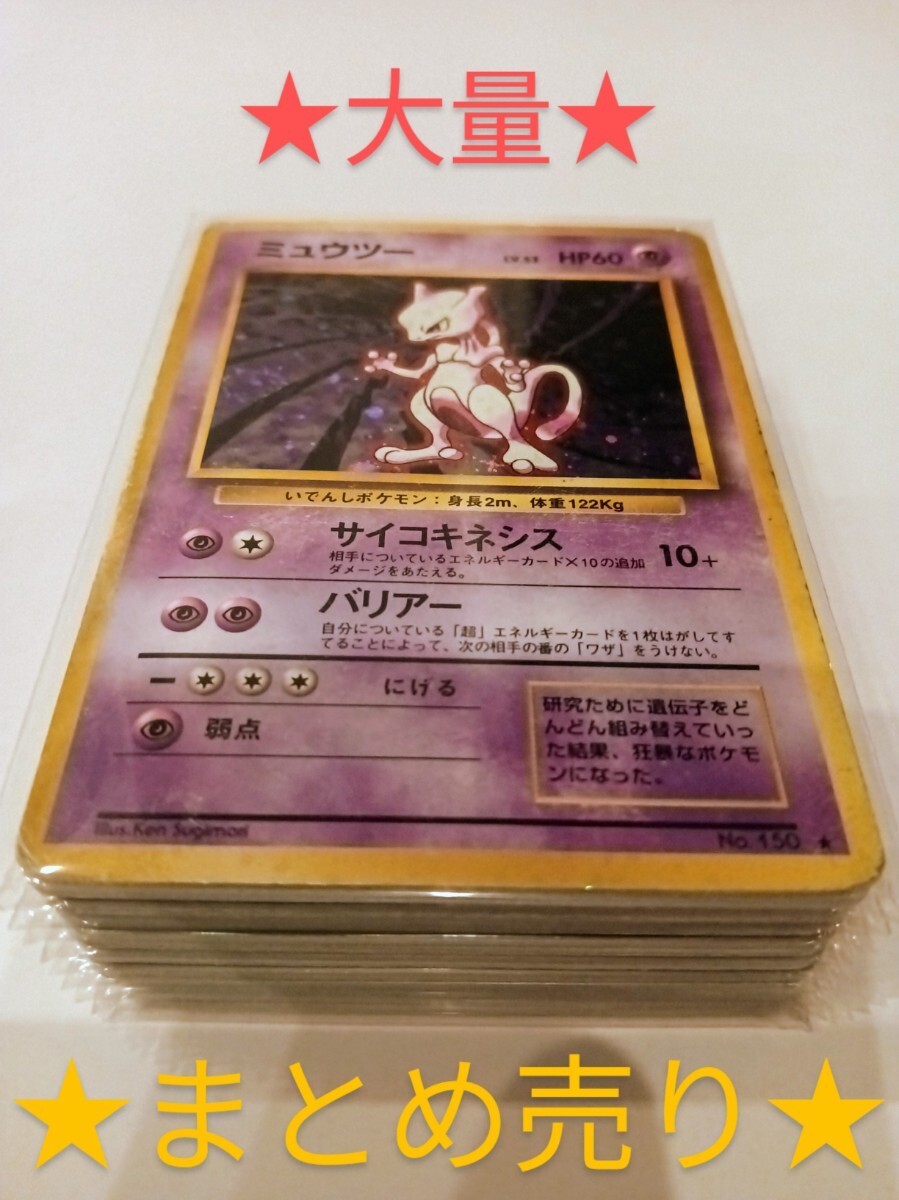 ★大量★
ミュウツー LV.53 HP60
いでんしポケモン：身長2m、体重122Kg
サイコキネシス 10+
相手についているエネルギーカード×10の追加
ダメージをあたえる。
バリアー
自分についている「超」エネルギーカードを1枚はがしてす
てることによって、次の相手の番の「ワザ」をうけない。
にげる
弱点
研究ために遺伝子をど
んどん組み替えていっ
た結果、狂暴なポケモ
ンになった。
Illus. Ken Sugimori No. 150 ★
★まとめ売り★